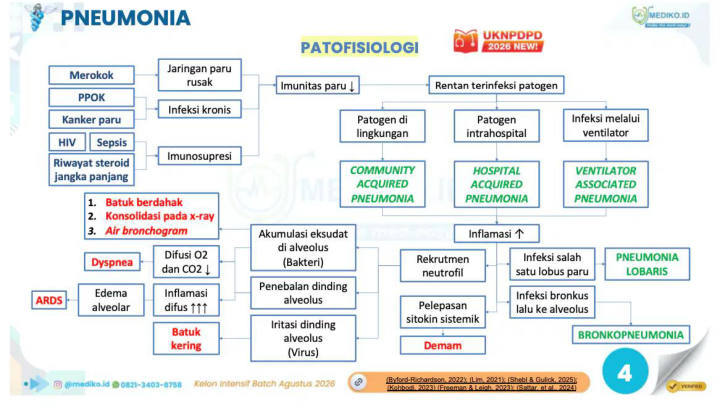 PNEUMONIA
MEDIKO.ID
PATOFISIOLOGI
UKNPDPD
2026 NEW!
Merokok
Jaringan paru
rusak
Imunitas paru ↓
Rentan terinfeksi patogen
PPOK
Kanker paru
Infeksi kronis
HIV
Sepsis
Riwayat steroid
jangka panjang
Imunosupresi
Patogen di
lingkungan
Patogen
intrahospital
Infeksi melalui
ventilator
COMMUNITY
ACQUIRED
PNEUMONIA
HOSPITAL
ACQUIRED
PNEUMONIA
VENTILATOR
ASSOCIATED
PNEUMONIA
1. Batuk berdahak
2. Konsolidasi pada x-ray
3. Air bronchogram
Inflamasi ↑
Akumulasi eksudat
di alveolus
(Bakteri)
Rekrutmen
neutrofil
Infeksi salah
satu lobus paru
PNEUMONIA
LOBARIS
Dyspnea
Difusi O2
dan CO2 ↓
Penebalan dinding
alveolus
Infeksi bronkus
lalu ke alveolus
ARDS
Edema
alveolar
Inflamasi
difus ↑↑↑
Pelepasan
sitokin sistemik
Batuk
kering
Iritasi dinding
alveolus
(Virus)
Demam
BRONKOPNEUMONIA
4
@mediko.id
0821-3403-8758
Kelon Intensif Batch Agustus 2026
(Byford-Richardson, 2022); (Lim, 2021); (Shebl & Gulick, 2025);
(Kohbodi, 2023) (Freeman & Leigh, 2023); (Sattar, et al., 2024)
VERIFIED